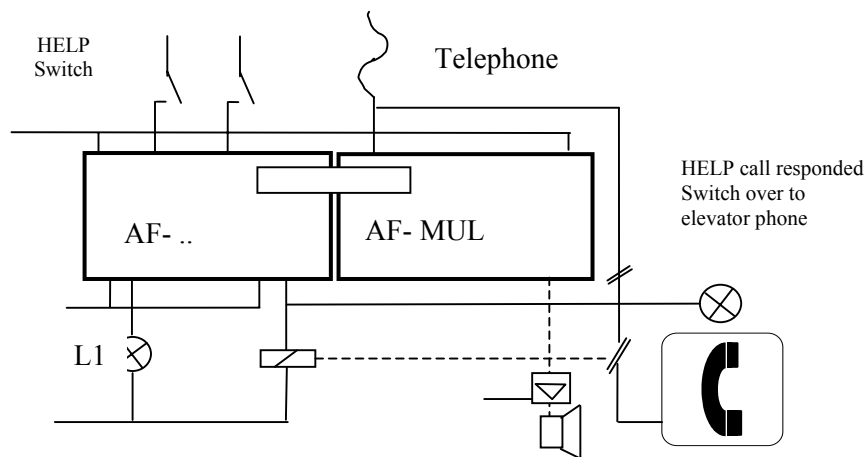 HELP
Switch
Telephone
HELP call responded
Switch over to
elevator phone
AF- ..
AF- MUL
L1